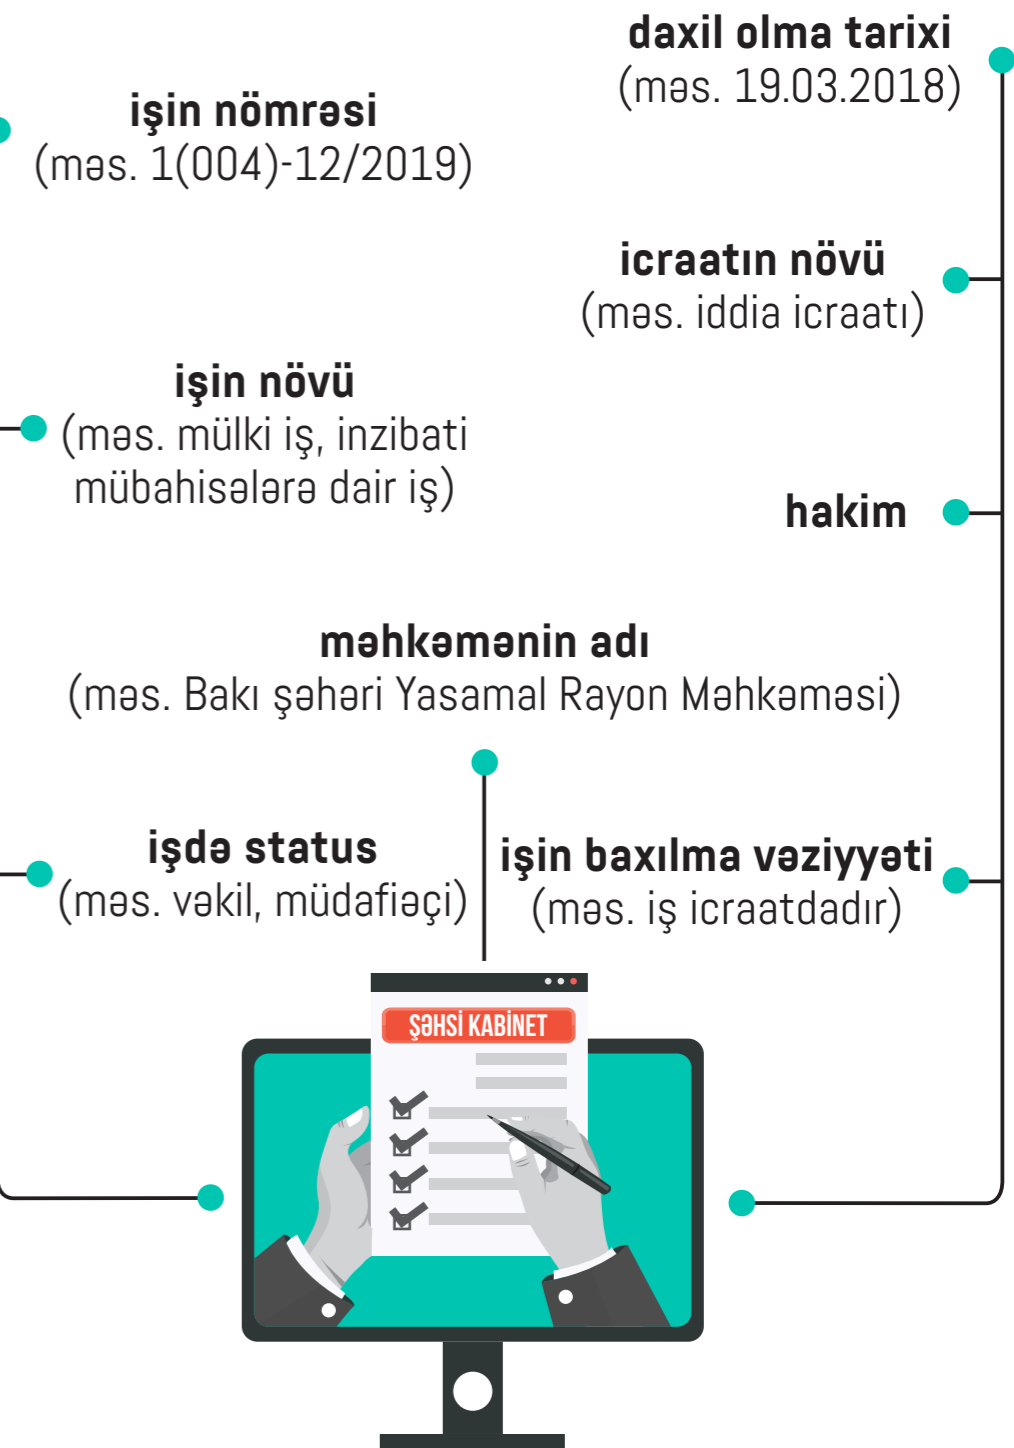 daxil olma tarixi
(məs. 19.03.2018)
işin nömrəsi
(məs. 1(004)-12/2019)
icraatın növü
(məs. iddia icraatı)
işin növü
(məs. mülki iş, inzibati
mübahisələrə dair iş)
hakim
məhkəmənin adı
(məs. Bakı şəhəri Yasamal Rayon Məhkəməsi)
işdə status
(məs. vəkil, müdafiəçi)
işin baxılma vəziyyəti
(məs. iş icraatdadır)
ŞƏHSİ KABİNET